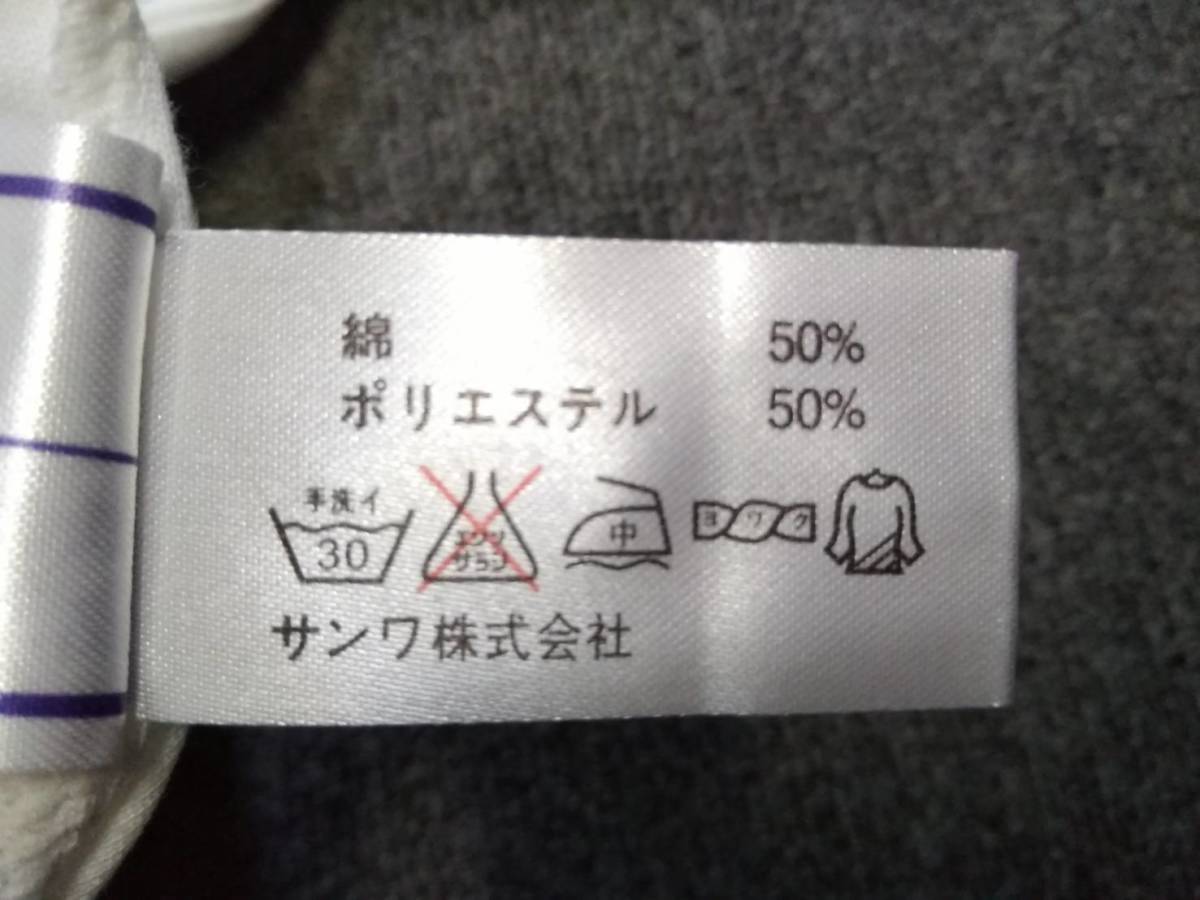 綿 50%
ポリエステル 50%
手洗イ
30
エンソ
サラシ
中
ヨワク
サンワ株式会社